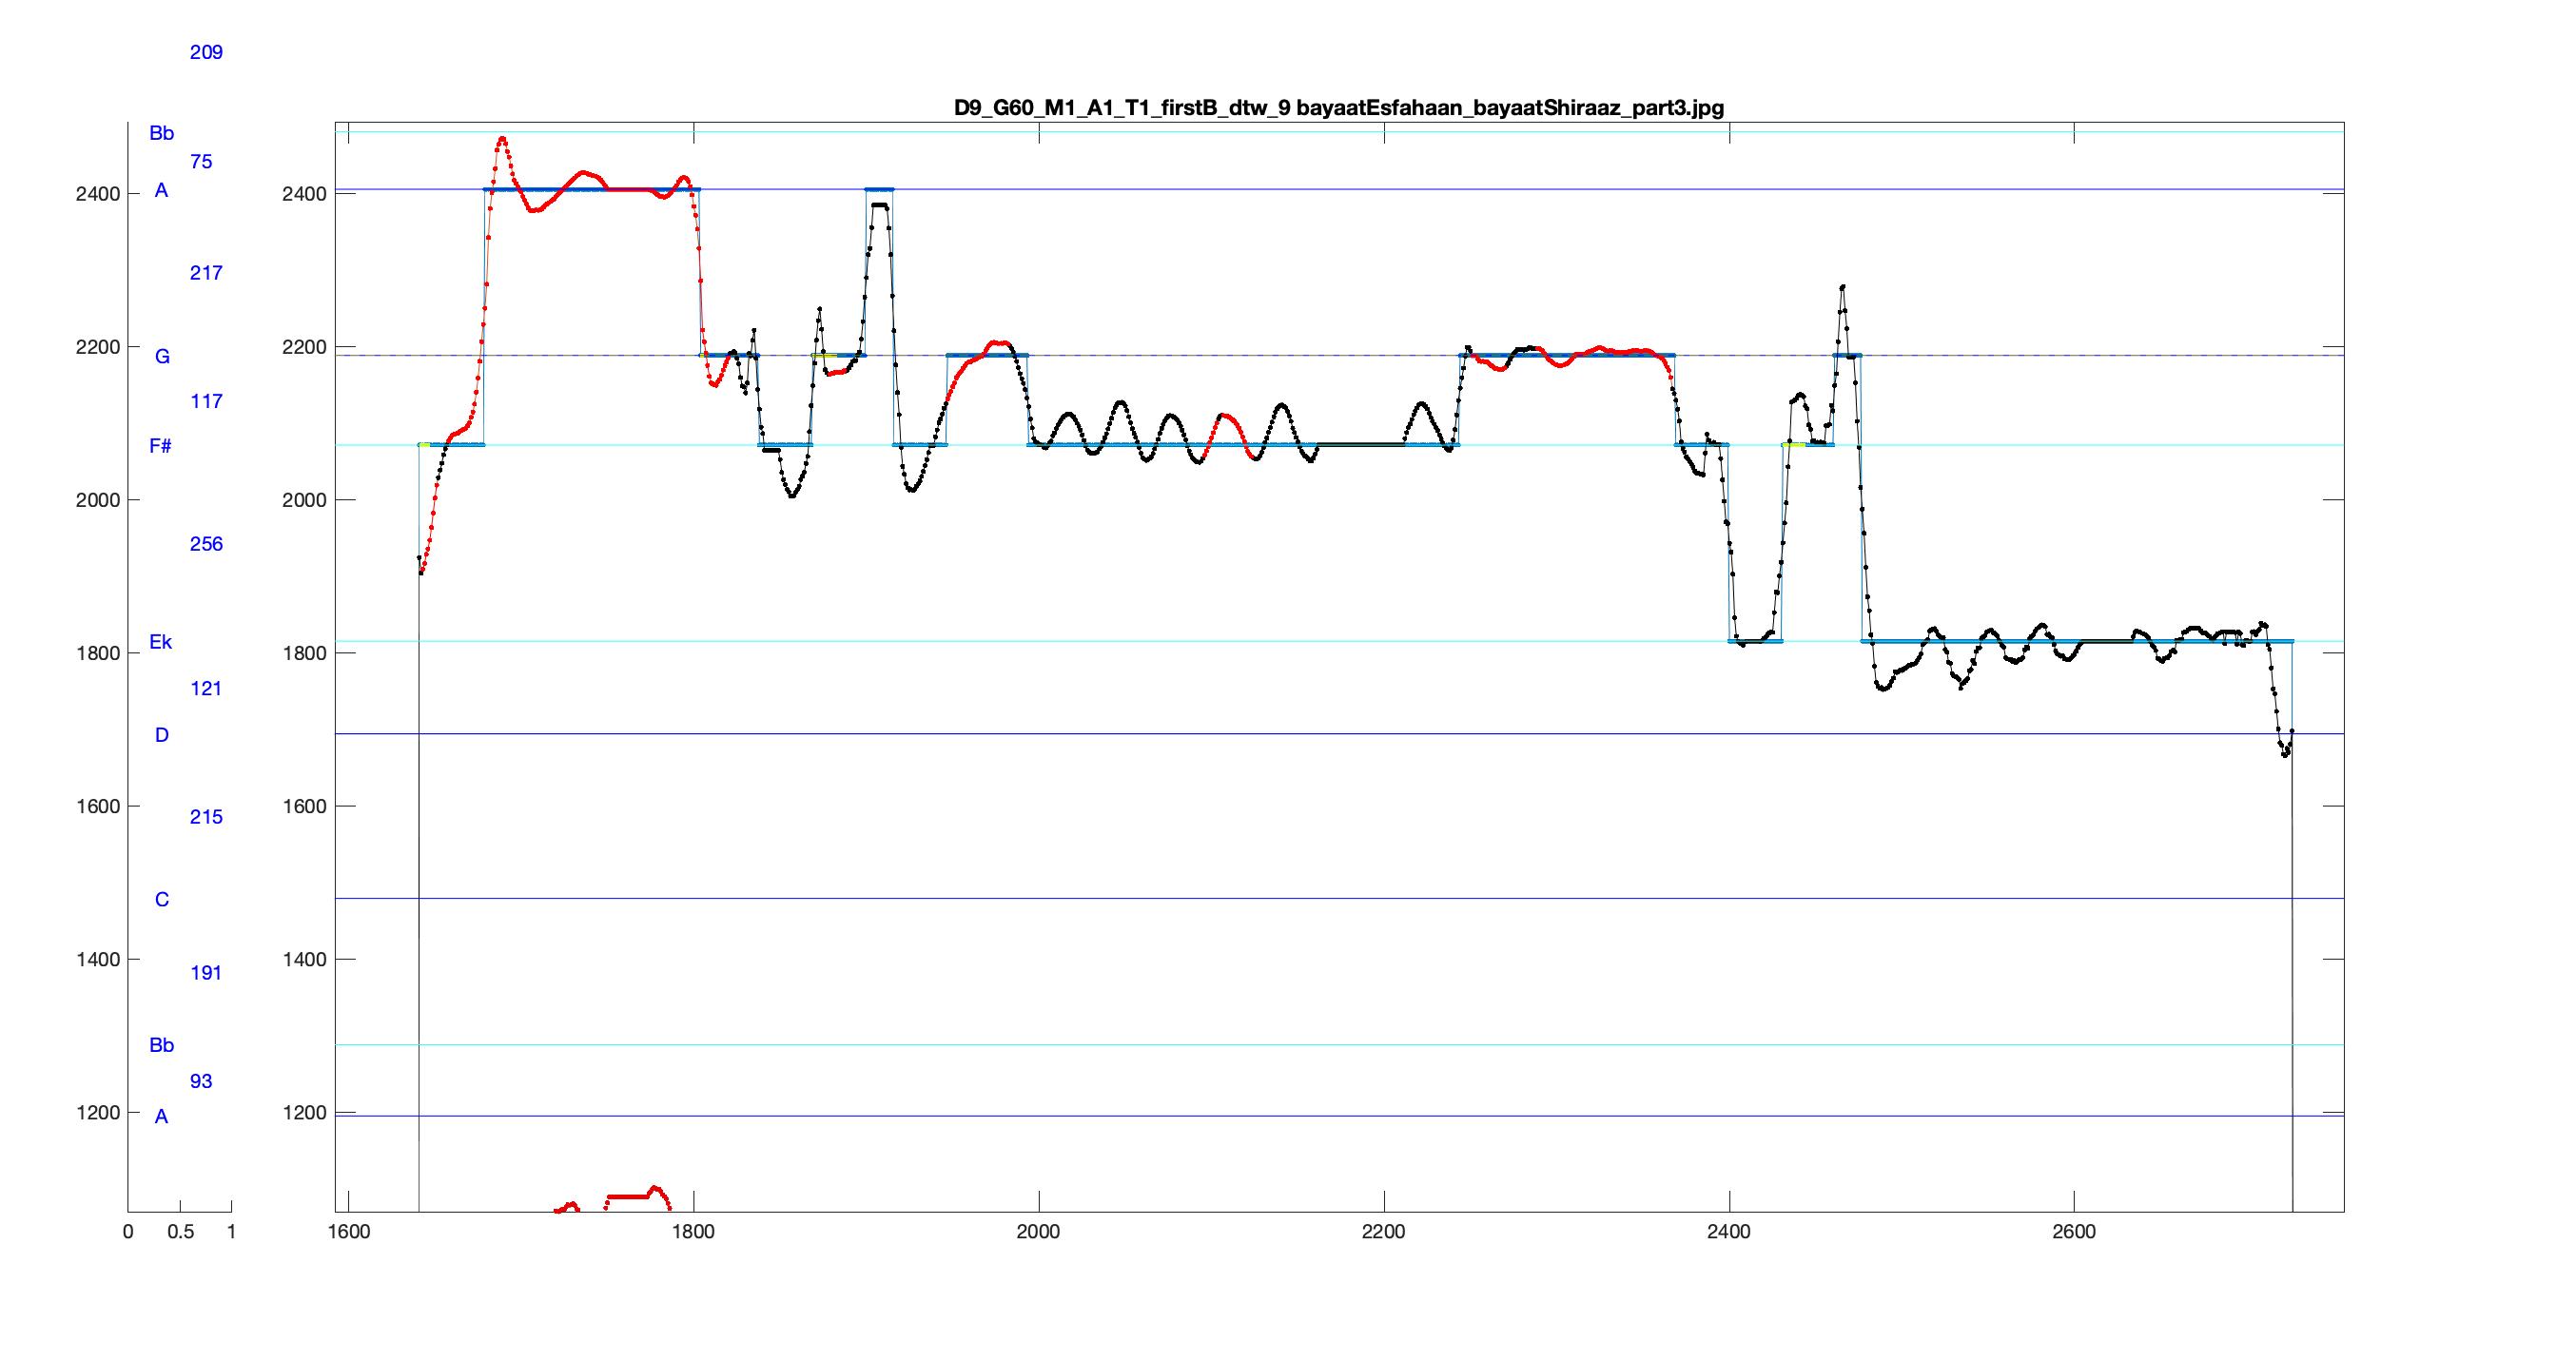 209
D9_G60_M1_A1_T1_firstB_dtw_9 bayaatEsfahaan_bayaatShiraaz_part3.jpg
Bb
75
2400 A 2400
217
2200 G 2200
117
F#
2000 2000
256
Ek
1800 1800
121
D
1600 1600
215
C
1400 191 1400
Bb
93
1200 A 1200
0 0.5 1 1600 1800 2000 2200 2400 2600